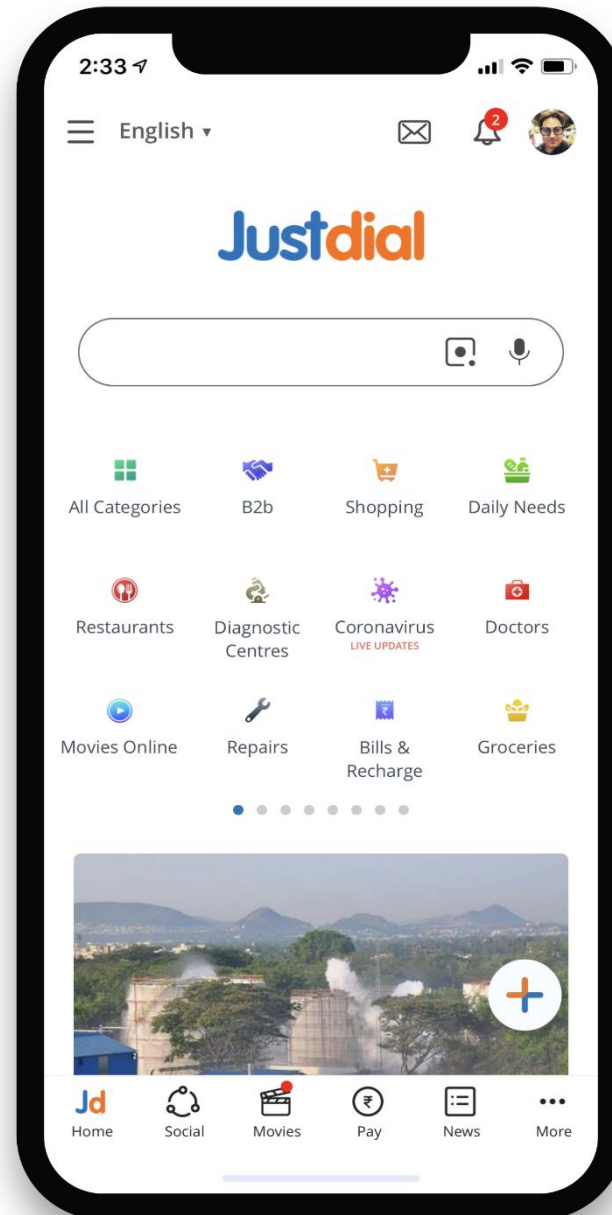 2:33
English ▾
2
Justdial
All Categories
B2b
Shopping
Daily Needs
Restaurants
Diagnostic
Centres
Coronavirus
LIVE UPDATES
Doctors
Movies Online
Repairs
Bills &
Recharge
Groceries
Jd
Home
Social
Movies
₹
Pay
News
More